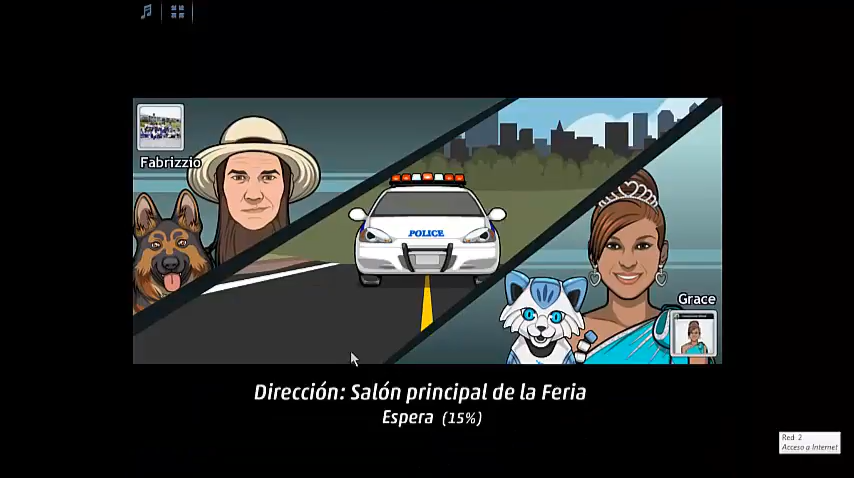 Fabrizzio
POLICE
Grace
Dirección: Salón principal de la Feria
Espera (15%)
Red 2
Acceso a Internet